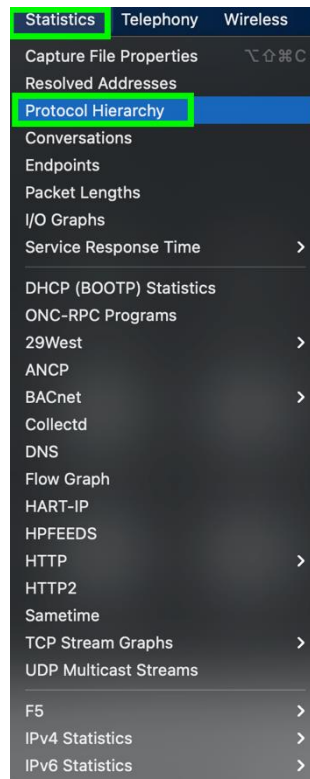 Statistics Telephony Wireless
Capture File Properties ⌥⇧⌘C
Resolved Addresses
Protocol Hierarchy
Conversations
Endpoints
Packet Lengths
I/O Graphs
Service Response Time >
DHCP (BOOTP) Statistics
ONC-RPC Programs
29West >
ANCP
BACnet >
Collectd
DNS
Flow Graph
HART-IP
HPFEEDS
HTTP >
HTTP2
Sametime
TCP Stream Graphs >
UDP Multicast Streams
F5 >
IPv4 Statistics >
IPv6 Statistics >